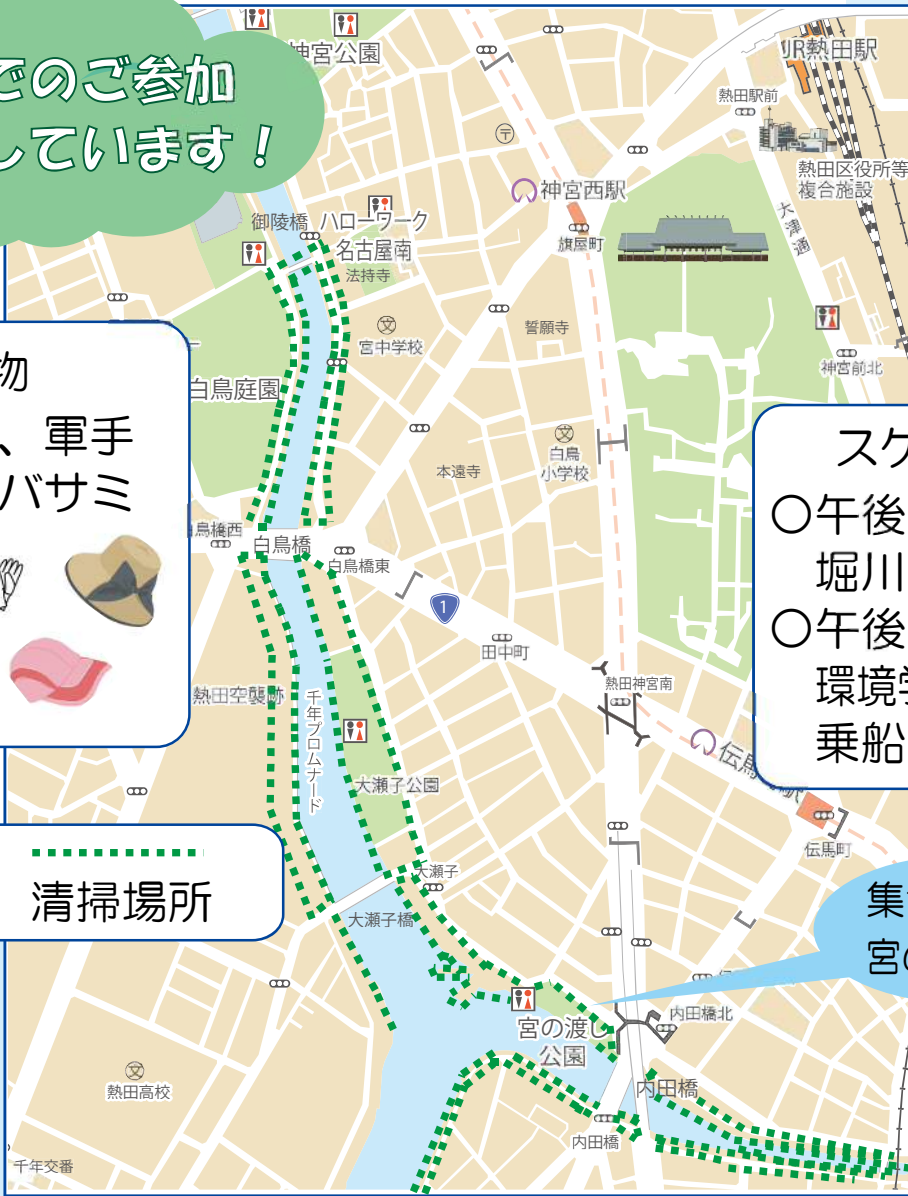 でのご参加
しています！
神宮公園
JR熱田駅
熱田駅前
〒
熱田区役所等
複合施設
大津通
神宮西駅
旗屋町
御陵橋
ハローワーク
名古屋南
法持寺
文
宮中学校
誓願寺
神宮前北
物
、軍手
バサミ
白鳥庭園
文
白鳥
小学校
本遠寺
スケ
○午後
堀川
○午後
環境学
乗船
白鳥橋西
白鳥橋
白鳥橋東
1
田中町
熱田神宮南
熱田空襲跡
千年プロムナード
大瀬子公園
伝馬町駅
伝馬町
清掃場所
大瀬子
大瀬子橋
集
宮の
宮の渡し
公園
内田橋北
内田橋
文
熱田高校
内田橋
千年交番